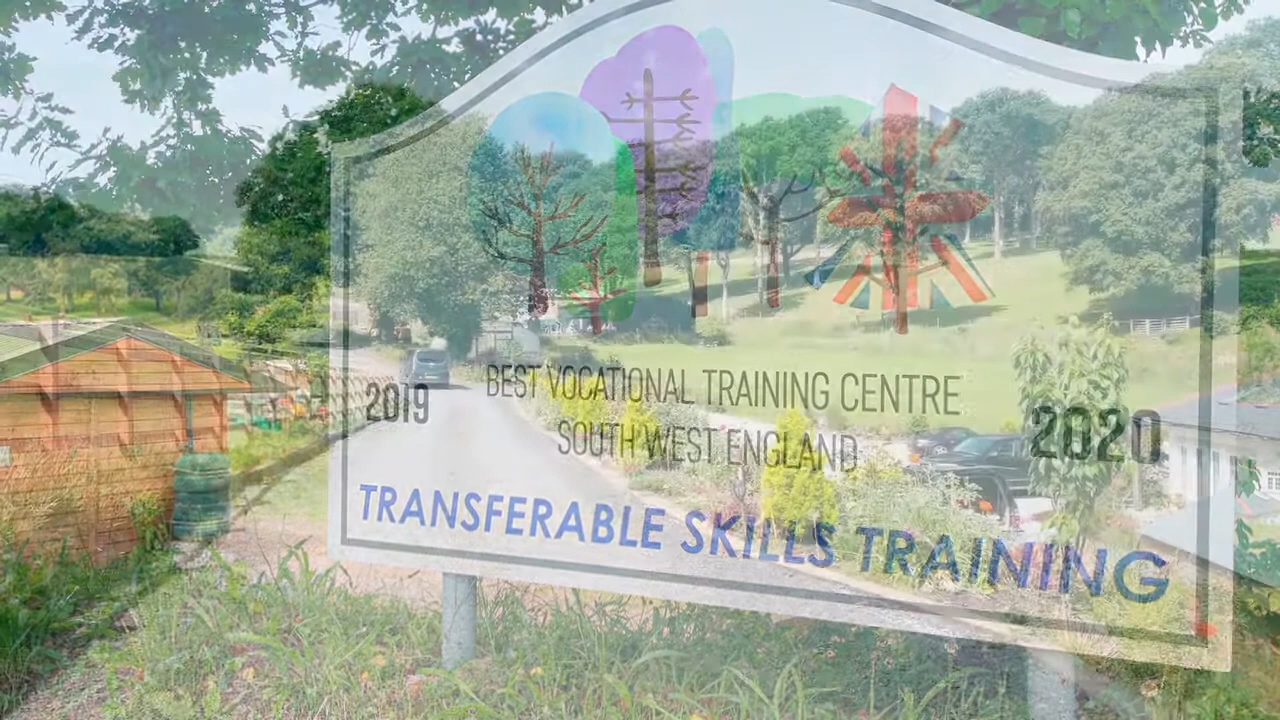 2019
BEST VOCATIONAL TRAINING CENTRE
SOUTH WEST ENGLAND
2020
TRANSFERABLE SKILLS TRAINING